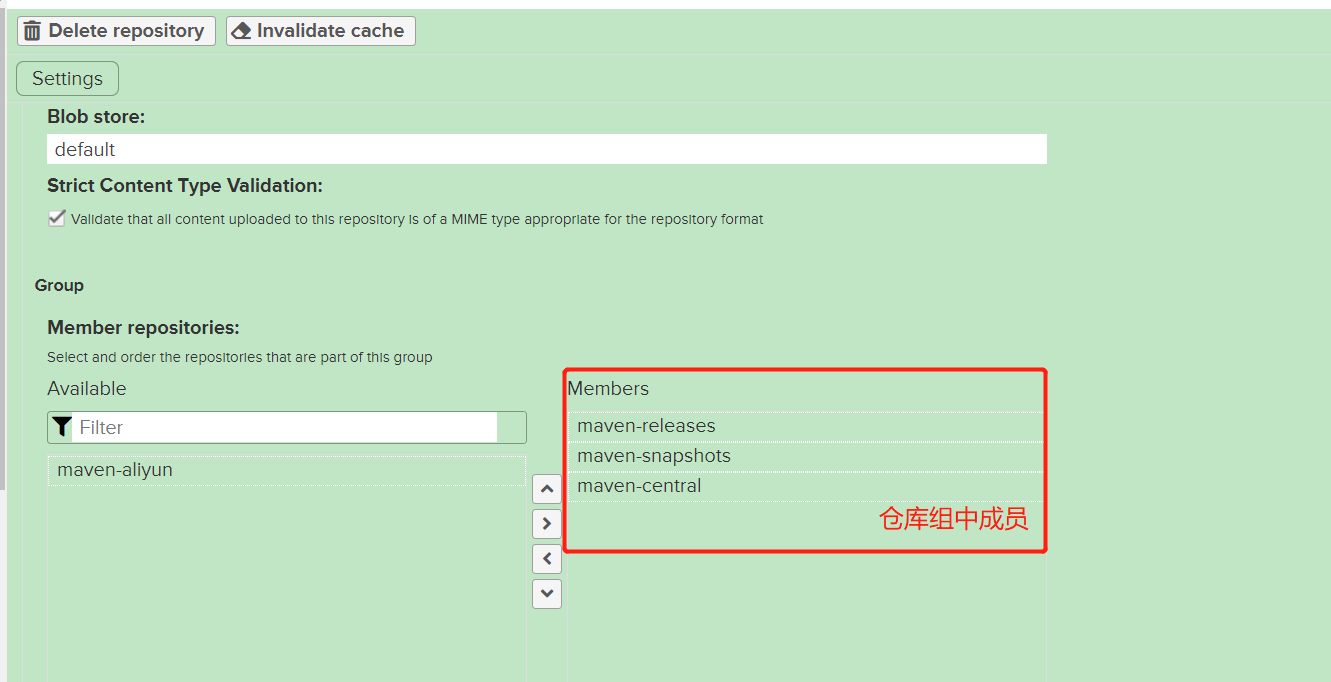 Delete repository Invalidate cache
Settings
Blob store:
default
Strict Content Type Validation:
Validate that all content uploaded to this repository is of a MIME type appropriate for the repository format
Group
Member repositories:
Select and order the repositories that are part of this group
Available
Filter
maven-aliyun
Members
maven-releases
maven-snapshots
maven-central
仓库组中成员